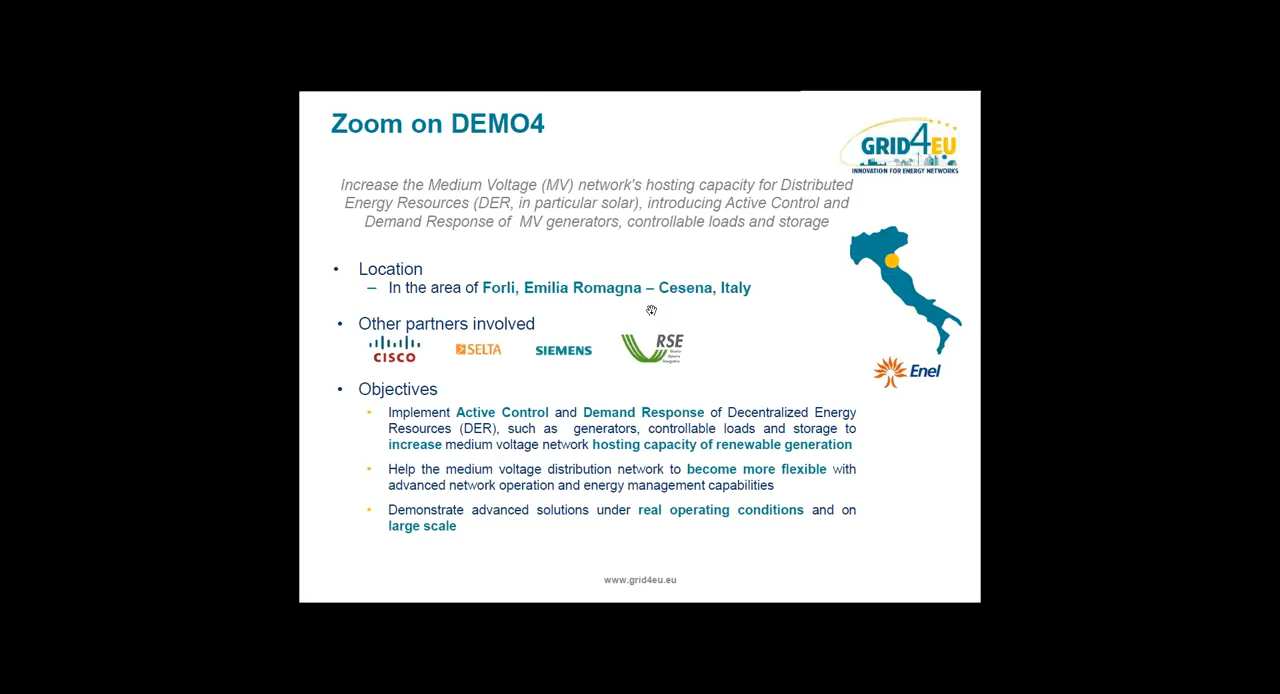 Zoom on DEMO4
GRID4EU
INNOVATION FOR ENERGY NETWORKS
Increase the Medium Voltage (MV) network's hosting capacity for Distributed
Energy Resources (DER, in particular solar), introducing Active Control and
Demand Response of MV generators, controllable loads and storage
• Location
– In the area of Forli, Emilia Romagna – Cesena, Italy
• Other partners involved
CISCO SELTA SIEMENS RSE
Enel
• Objectives
• Implement Active Control and Demand Response of Decentralized Energy
Resources (DER), such as generators, controllable loads and storage to
increase medium voltage network hosting capacity of renewable generation
• Help the medium voltage distribution network to become more flexible with
advanced network operation and energy management capabilities
• Demonstrate advanced solutions under real operating conditions and on
large scale
www.grid4eu.eu